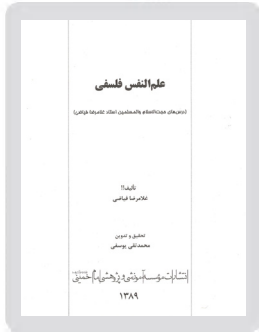 علم‌النفس فلسفی
(درس‌های حجت‌الاسلام والمسلمین استاد غلامرضا فیاضی)
تألیف!!
غلامرضا فیاضی
تحقیق و تدوین
محمدتقی یوسفی
انتشارات مؤسسه آموزشی و پژوهشی امام خمینی
۱۳۸۹